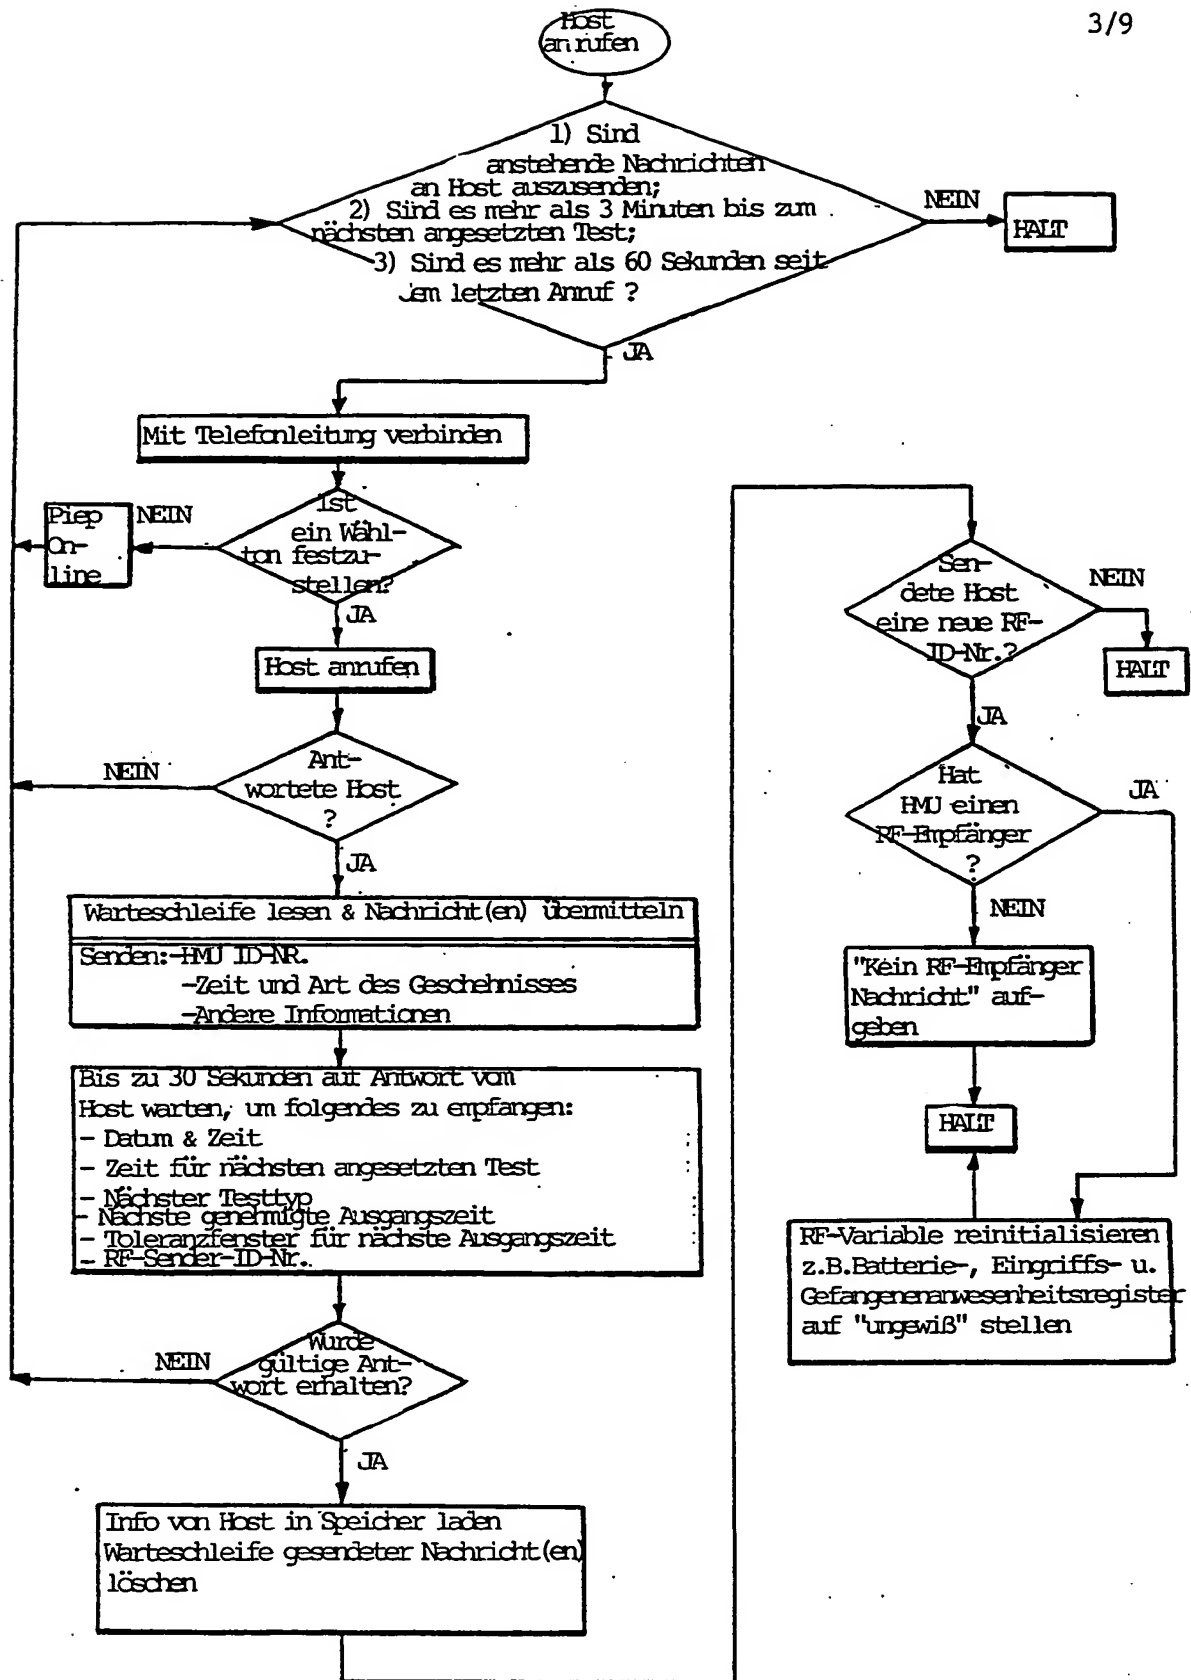 3/9
Host
anrufen
1) Sind
anstehende Nachrichten
an Host auszusenden;
2) Sind es mehr als 3 Minuten bis zum
nächsten angesetzten Test;
3) Sind es mehr als 60 Sekunden seit
dem letzten Anruf ?
NEIN
HALT
JA
Mit Telefonleitung verbinden
Ist
ein Wähl-
ton festzu-
stellen?
NEIN
Piep
On-
line
JA
Host anrufen
Ant-
wortete Host
?
NEIN
JA
Warteschleife lesen & Nachricht(en) übermitteln
Senden:-HMU ID-NR.
-Zeit und Art des Geschehnisses
-Andere Informationen
Bis zu 30 Sekunden auf Antwort vom
Host warten, um folgendes zu empfangen:
- Datum & Zeit
- Zeit für nächsten angesetzten Test
- Nächster Testtyp
- Nächste genehmigte Ausgangszeit
- Toleranzfenster für nächste Ausgangszeit
- RF-Sender-ID-Nr.
Wurde
gültige Ant-
wort erhalten?
NEIN
JA
Info von Host in Speicher laden
Warteschleife gesendeter Nachricht(en)
löschen
Sen-
dete Host
eine neue RF-
ID-Nr.?
NEIN
HALT
JA
Hat
HMU einen
RF-Empfänger
?
JA
NEIN
"Kein RF-Empfänger
Nachricht" auf-
geben
HALT
RF-Variable reinitialisieren
z.B.Batterie-, Eingriffs- u.
Gefangenenanwesenheitsregister
auf "ungewiß" stellen